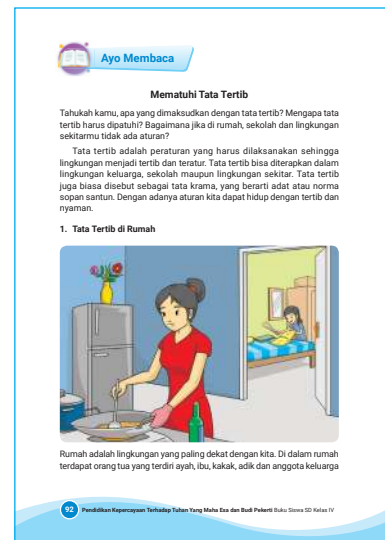 Ayo Membaca
Mematuhi Tata Tertib
Tahukah kamu, apa yang dimaksudkan dengan tata tertib? Mengapa tata
tertib harus dipatuhi? Bagaimana jika di rumah, sekolah dan lingkungan
sekitarmu tidak ada aturan?
Tata tertib adalah peraturan yang harus dilaksanakan sehingga
lingkungan menjadi tertib dan teratur. Tata tertib bisa diterapkan dalam
lingkungan keluarga, sekolah maupun lingkungan sekitar. Tata tertib
juga biasa disebut sebagai tata krama, yang berarti adat atau norma
sopan santun. Dengan adanya aturan kita dapat hidup dengan tertib dan
nyaman.
1. Tata Tertib di Rumah
Rumah adalah lingkungan yang paling dekat dengan kita. Di dalam rumah
terdapat orang tua yang terdiri ayah, ibu, kakak, adik dan anggota keluarga
92 Pendidikan Kepercayaan Terhadap Tuhan Yang Maha Esa dan Budi Pekerti Buku Siswa SD Kelas IV